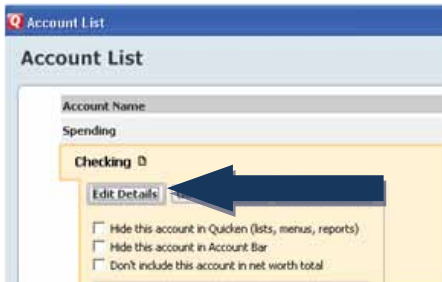 Account List
Account List
Account Name
Spending
Checking
Edit Details
Hide this account in Quicken (lists, menus, reports)
Hide this account in Account Bar
Don't include this account in net worth total